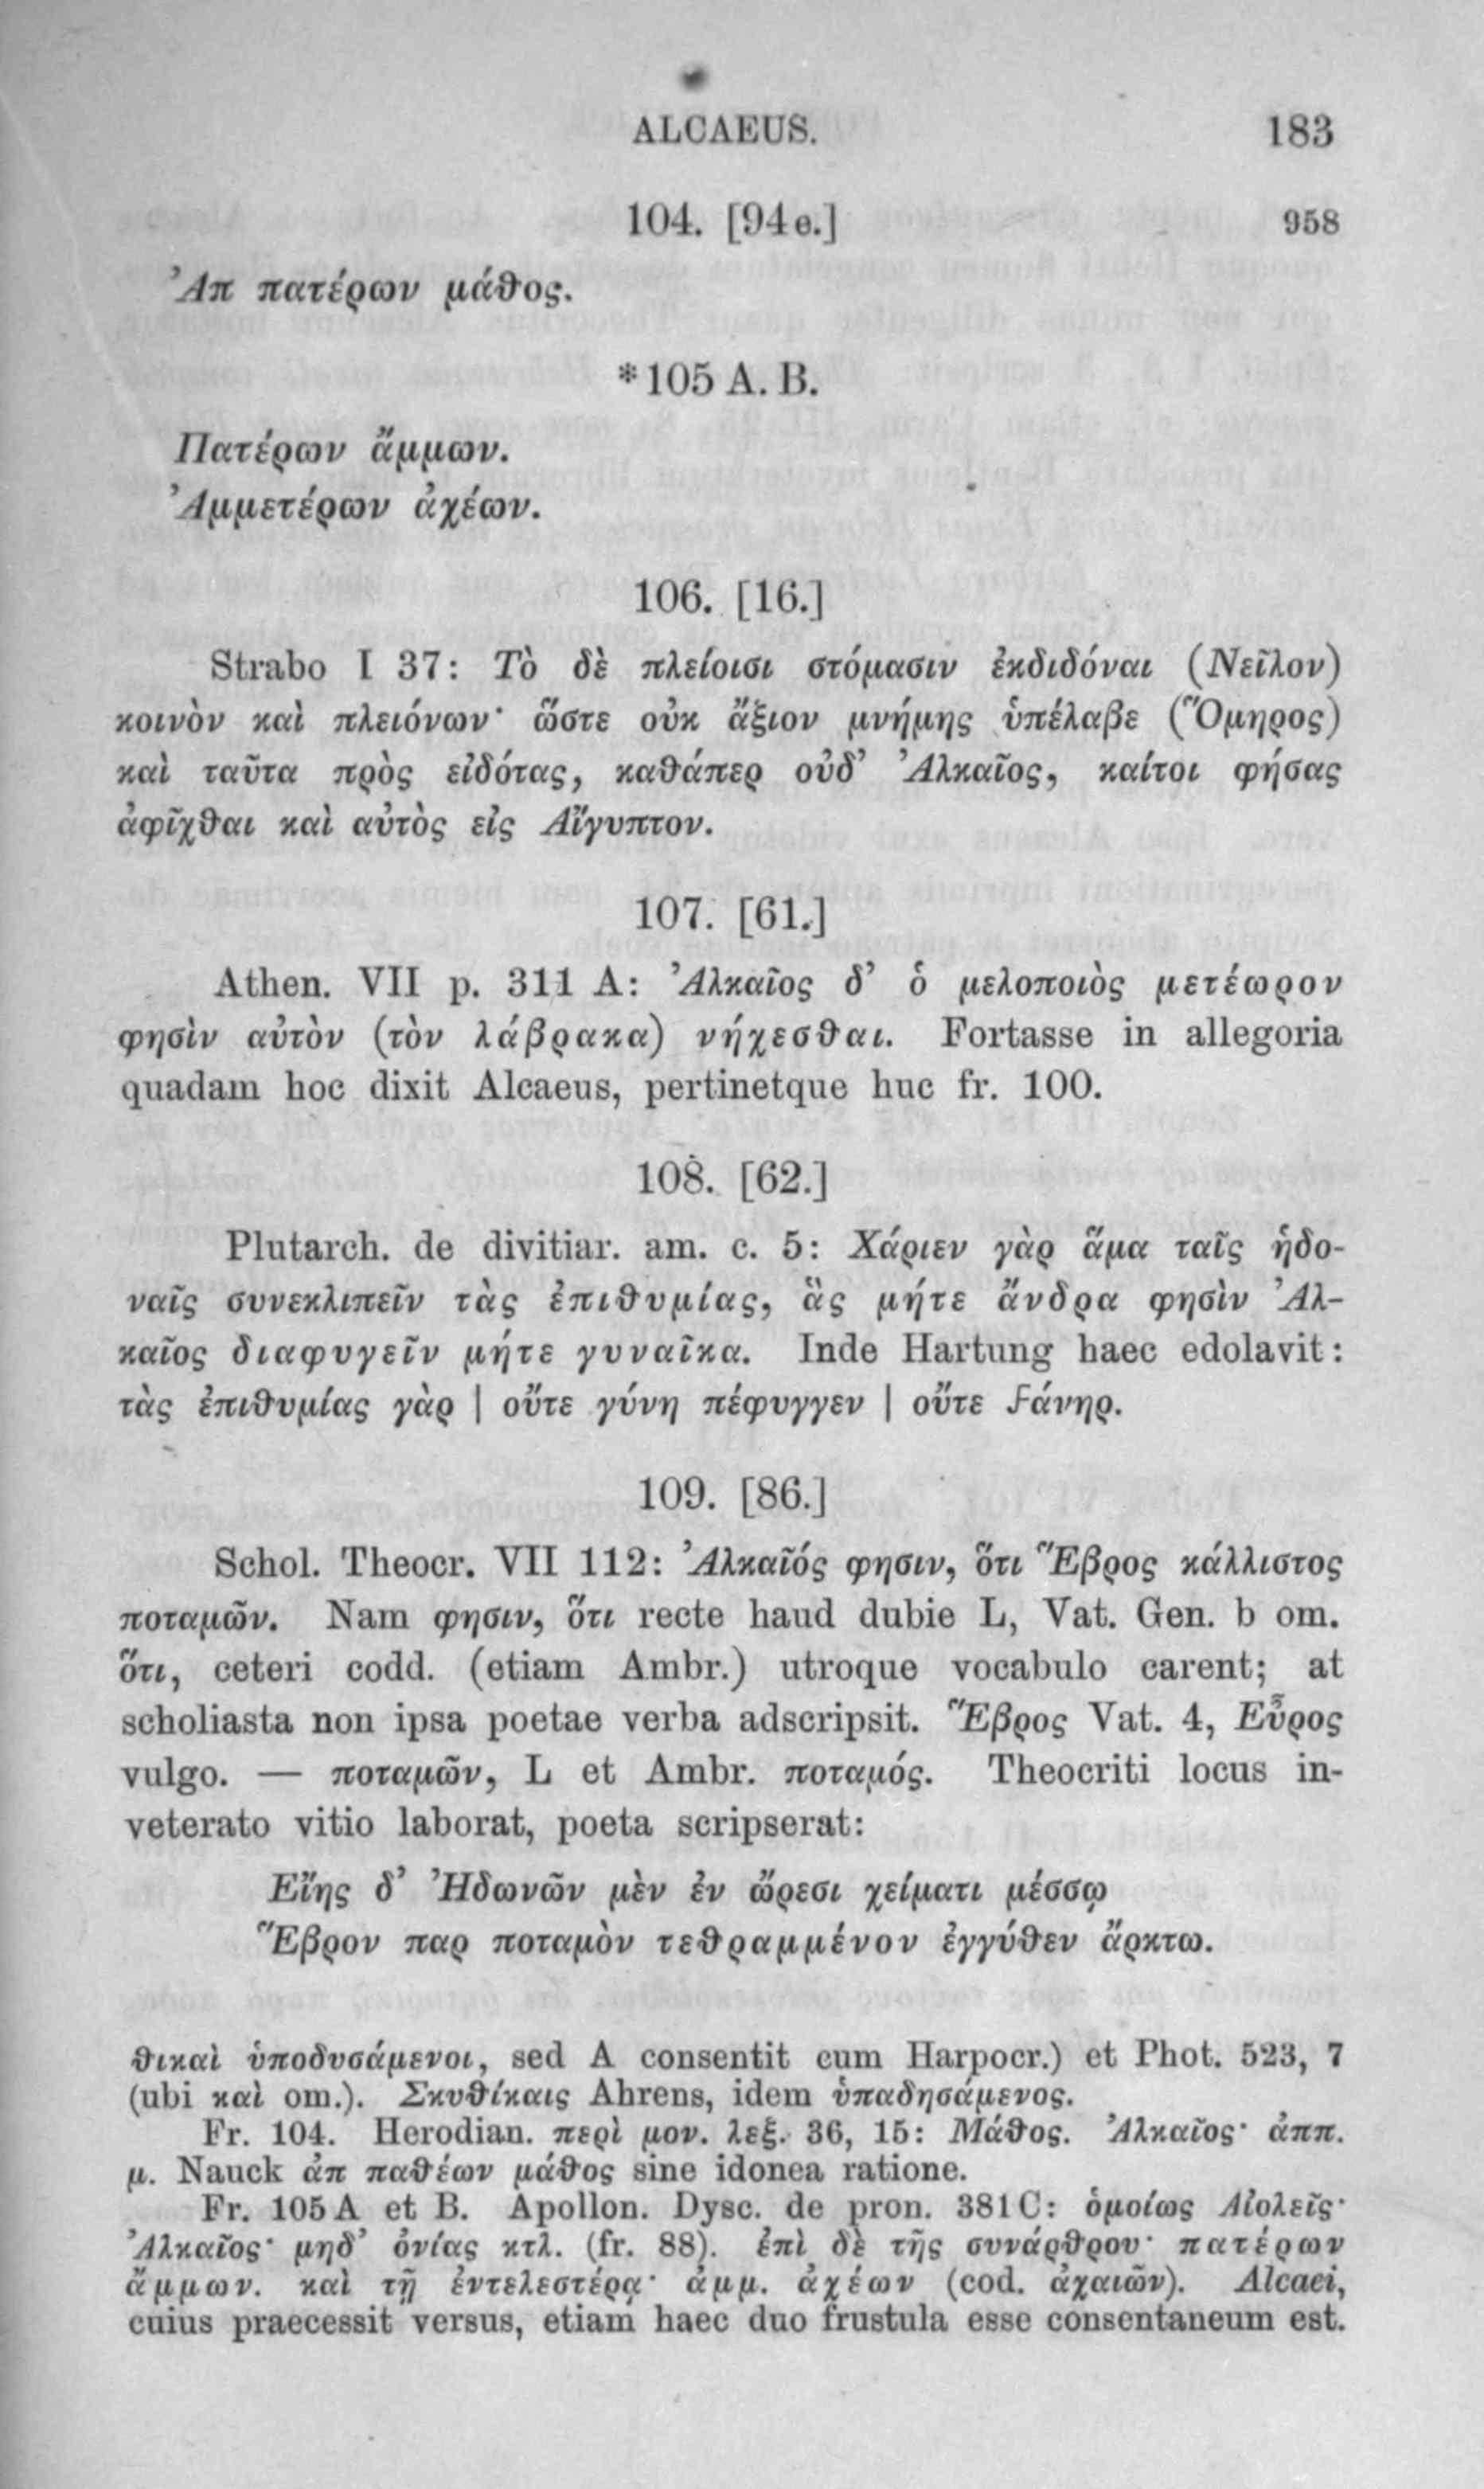 ALCAEUS. 183
104. [94e.] 958
Ἀπ πατέρων μάθος.
*105 A. B.
Πατέρων ἄμμων.
Ἀμμετέρων ἀχέων.
106. [16.]
Strabo I 37: Τὸ δὲ πλείοισι στόμασιν ἐκδιδόναι (Νεῖλον)
κοινὸν καὶ πλειόνων· ὥστε οὐκ ἄξιον μνήμης ὑπέλαβε (Ὅμηρος)
καὶ ταῦτα πρὸς εἰδότας, καθάπερ οὐδ’ Ἀλκαῖος, καίτοι φήσας
ἀφῖχθαι καὶ αὐτὸς εἰς Αἴγυπτον.
107. [61.]
Athen. VII p. 311 A: Ἀλκαῖος δ’ ὁ μελοποιὸς μετέωρον
φησὶν αὐτὸν (τὸν λάβρακα) νήχεσθαι. Fortasse in allegoria
quadam hoc dixit Alcaeus, pertinetque huc fr. 100.
108. [62.]
Plutarch. de divitiar. am. c. 5: Χάριεν γὰρ ἅμα ταῖς ἡδο-
ναῖς συνεκλιπεῖν τὰς ἐπιθυμίας, ἃς μήτε ἄνδρα φησὶν Ἀλ-
καῖος διαφυγεῖν μήτε γυναῖκα. Inde Hartung haec edolavit:
τὰς ἐπιθυμίας γὰρ | οὔτε γύνη πέφυγγεν | οὔτε ϝάνηρ.
109. [86.]
Schol. Theocr. VII 112: Ἀλκαῖός φησιν, ὅτι Ἕβρος κάλλιστος
ποταμῶν. Nam φησιν, ὅτι recte haud dubie L, Vat. Gen. b om.
ὅτι, ceteri codd. (etiam Ambr.) utroque vocabulo carent; at
scholiasta non ipsa poetae verba adscripsit. Ἕβρος Vat. 4, Εὖρος
vulgo. — ποταμῶν, L et Ambr. ποταμός. Theocriti locus in-
veterato vitio laborat, poeta scripserat:
Εἴης δ’ Ἠδωνῶν μὲν ἐν ὤρεσι χείματι μέσσῳ
Ἕβρον παρ ποταμὸν τεθραμμένον ἐγγύθεν ἄρκτω.
θικαὶ ὑποδυσάμενοι, sed A consentit cum Harpocr.) et Phot. 523, 7
(ubi καὶ om.). Σκυθίκαις Ahrens, idem ὑπαδησάμενος.
Fr. 104. Herodian. περὶ μον. λεξ. 36, 15: Μάθος. Ἀλκαῖος· ἀππ.
μ. Nauck ἀπ παθέων μάθος sine idonea ratione.
Fr. 105 A et B. Apollon. Dysc. de pron. 381 C: ὁμοίως Αἰολεῖς·
Ἀλκαῖος· μηδ’ ὀνίας κτλ. (fr. 88). ἐπὶ δὲ τῆς συνάρθρου· πατέρων
ἄμμων. καὶ τῇ ἐντελεστέρᾳ· ἀμμ. ἀχέων (cod. ἀχαιῶν). Alcaei,
cuius praecessit versus, etiam haec duo frustula esse consentaneum est.